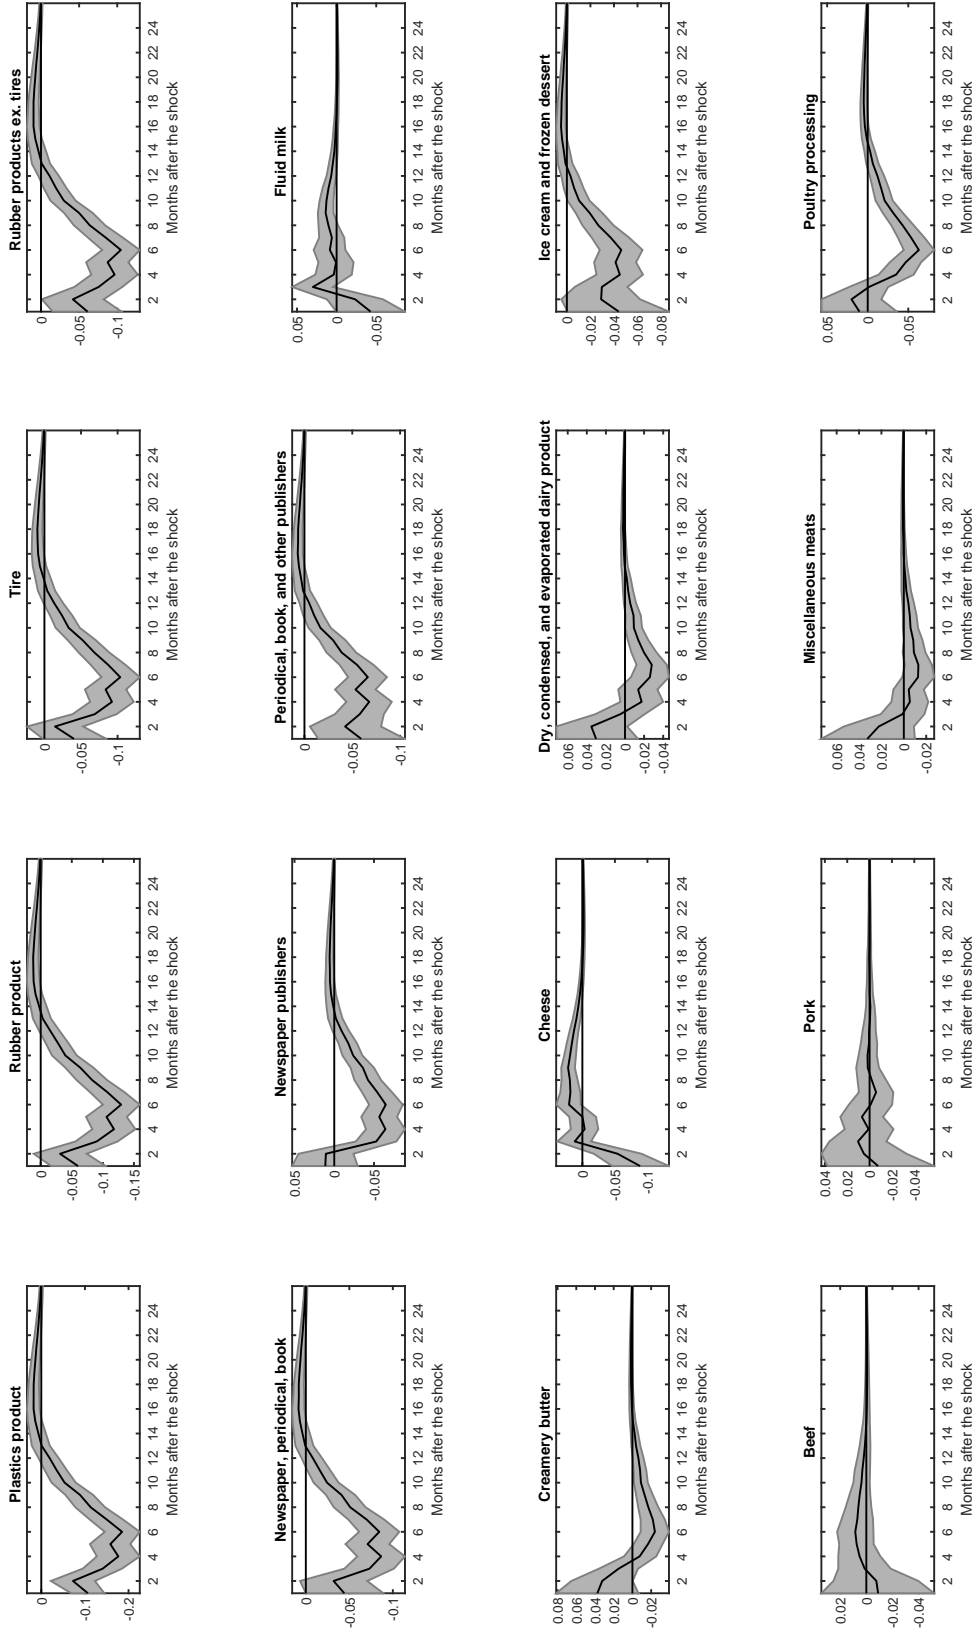 Plastics product
0
-0.1
-0.2
2 4 6 8 10 12 14 16 18 20 22 24
Months after the shock
Rubber product
0
-0.05
-0.1
-0.15
2 4 6 8 10 12 14 16 18 20 22 24
Months after the shock
Tire
0
-0.05
-0.1
2 4 6 8 10 12 14 16 18 20 22 24
Months after the shock
Rubber products ex. tires
0
-0.05
-0.1
2 4 6 8 10 12 14 16 18 20 22 24
Months after the shock
Newspaper, periodical, book
0
-0.05
-0.1
2 4 6 8 10 12 14 16 18 20 22 24
Months after the shock
Newspaper publishers
0.05
0
-0.05
2 4 6 8 10 12 14 16 18 20 22 24
Months after the shock
Periodical, book, and other publishers
0
-0.05
-0.1
2 4 6 8 10 12 14 16 18 20 22 24
Months after the shock
Fluid milk
0.05
0
-0.05
2 4 6 8 10 12 14 16 18 20 22 24
Months after the shock
Creamery butter
0.08
0.06
0.04
0.02
0
-0.02
2 4 6 8 10 12 14 16 18 20 22 24
Months after the shock
Cheese
0
-0.05
-0.1
2 4 6 8 10 12 14 16 18 20 22 24
Months after the shock
Dry, condensed, and evaporated dairy product
0.06
0.04
0.02
0
-0.02
-0.04
2 4 6 8 10 12 14 16 18 20 22 24
Months after the shock
Ice cream and frozen dessert
0
-0.02
-0.04
-0.06
-0.08
2 4 6 8 10 12 14 16 18 20 22 24
Months after the shock
Beef
0.02
0
-0.02
-0.04
2 4 6 8 10 12 14 16 18 20 22 24
Months after the shock
Pork
0.04
0.02
0
-0.02
-0.04
2 4 6 8 10 12 14 16 18 20 22 24
Months after the shock
Miscellaneous meats
0.06
0.04
0.02
0
-0.02
2 4 6 8 10 12 14 16 18 20 22 24
Months after the shock
Poultry processing
0.05
0
-0.05
2 4 6 8 10 12 14 16 18 20 22 24
Months after the shock